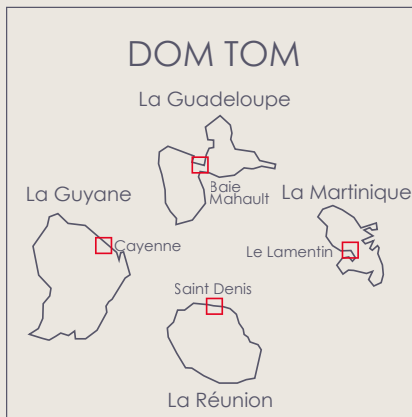 DOM TOM
La Guadeloupe
Baie
Mahault
La Guyane
Cayenne
La Martinique
Le Lamentin
Saint Denis
La Réunion